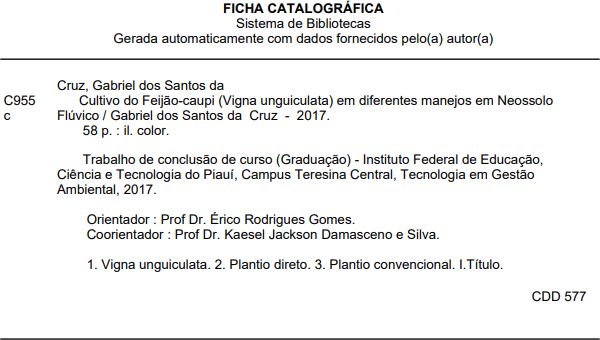 FICHA CATALOGRÁFICA
Sistema de Bibliotecas
Gerada automaticamente com dados fornecidos pelo(a) autor(a)
Cruz, Gabriel dos Santos da
C955 Cultivo do Feijão-caupi (Vigna unguiculata) em diferentes manejos em Neossolo
c Flúvico / Gabriel dos Santos da Cruz - 2017.
58 p. : il. color.
Trabalho de conclusão de curso (Graduação) - Instituto Federal de Educação,
Ciência e Tecnologia do Piauí, Campus Teresina Central, Tecnologia em Gestão
Ambiental, 2017.
Orientador : Prof Dr. Érico Rodrigues Gomes.
Coorientador : Prof Dr. Kaesel Jackson Damasceno e Silva.
1. Vigna unguiculata. 2. Plantio direto. 3. Plantio convencional. I.Título.
CDD 577